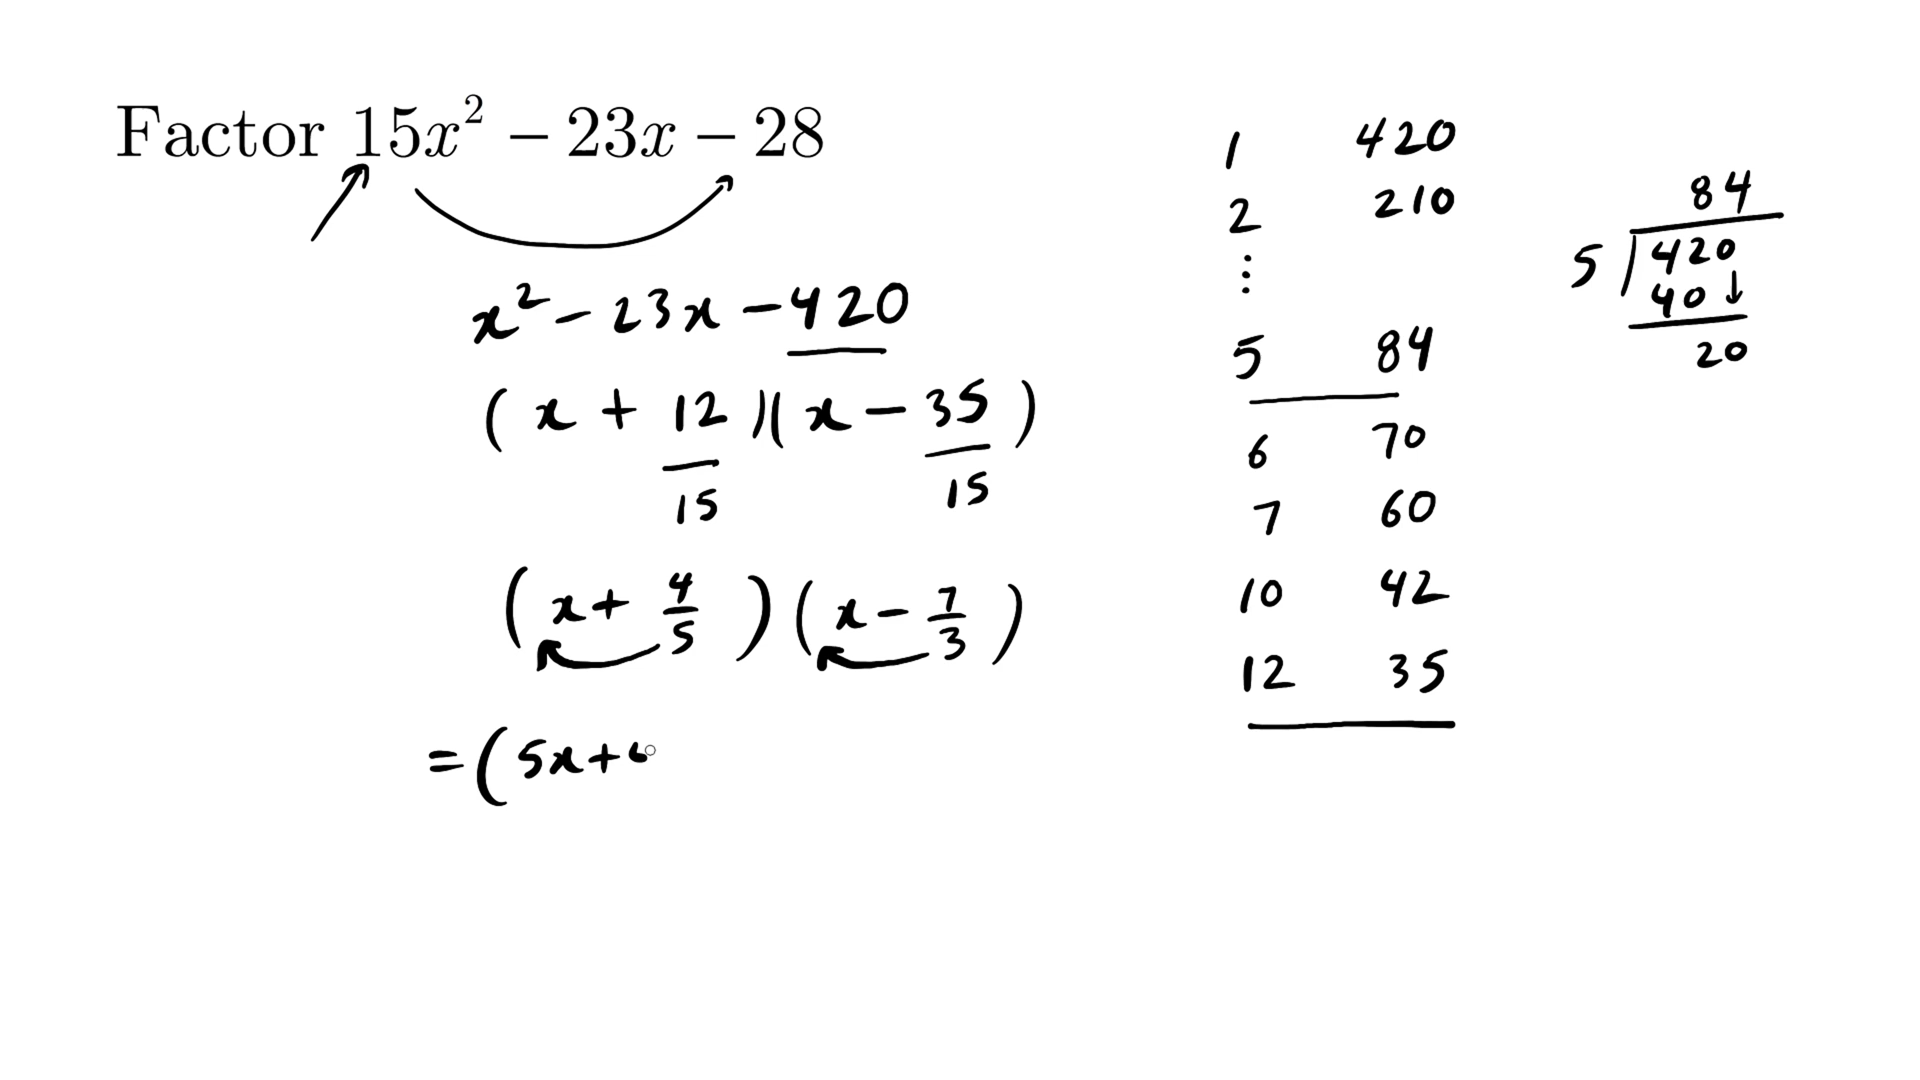 Factor 15x² − 23x − 28
x² − 23x − 420
( x + 12 )( x − 35 )
15 15
( x + 4/5 ) ( x − 7/3 )
= ( 5x +
1 420
2 210
⋮
5 84
6 70
7 60
10 42
12 35
84
5 420
40 ↓
20